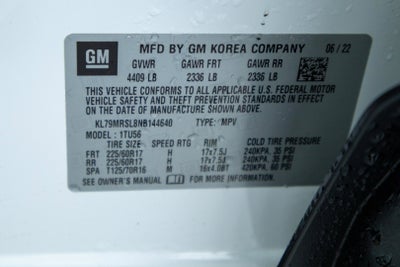 GM MFD BY GM KOREA COMPANY 06/22
GVWR GAWR FRT GAWR RR
4409 LB 2336 LB 2336 LB
THIS VEHICLE CONFORMS TO ALL APPLICABLE U.S. FEDERAL MOTOR
VEHICLE SAFETY AND THEFT PREVENTION STANDARDS IN EFFECT ON
THE DATE OF MANUFACTURE SHOWN ABOVE.
KL79MRSL8NB144640 TYPE: MPV
MODEL: 1TU56
TIRE SIZE SPEED RTG RIM COLD TIRE PRESSURE
FRT 225/60R17 H 17x7.5J 240KPA, 35 PSI
RR 225/60R17 H 17x7.5J 240KPA, 35 PSI
SPA T125/70R16 M 16x4.0BT 420KPA, 60 PSI
SEE OWNER'S MANUAL FOR ADDITIONAL INFORMATION